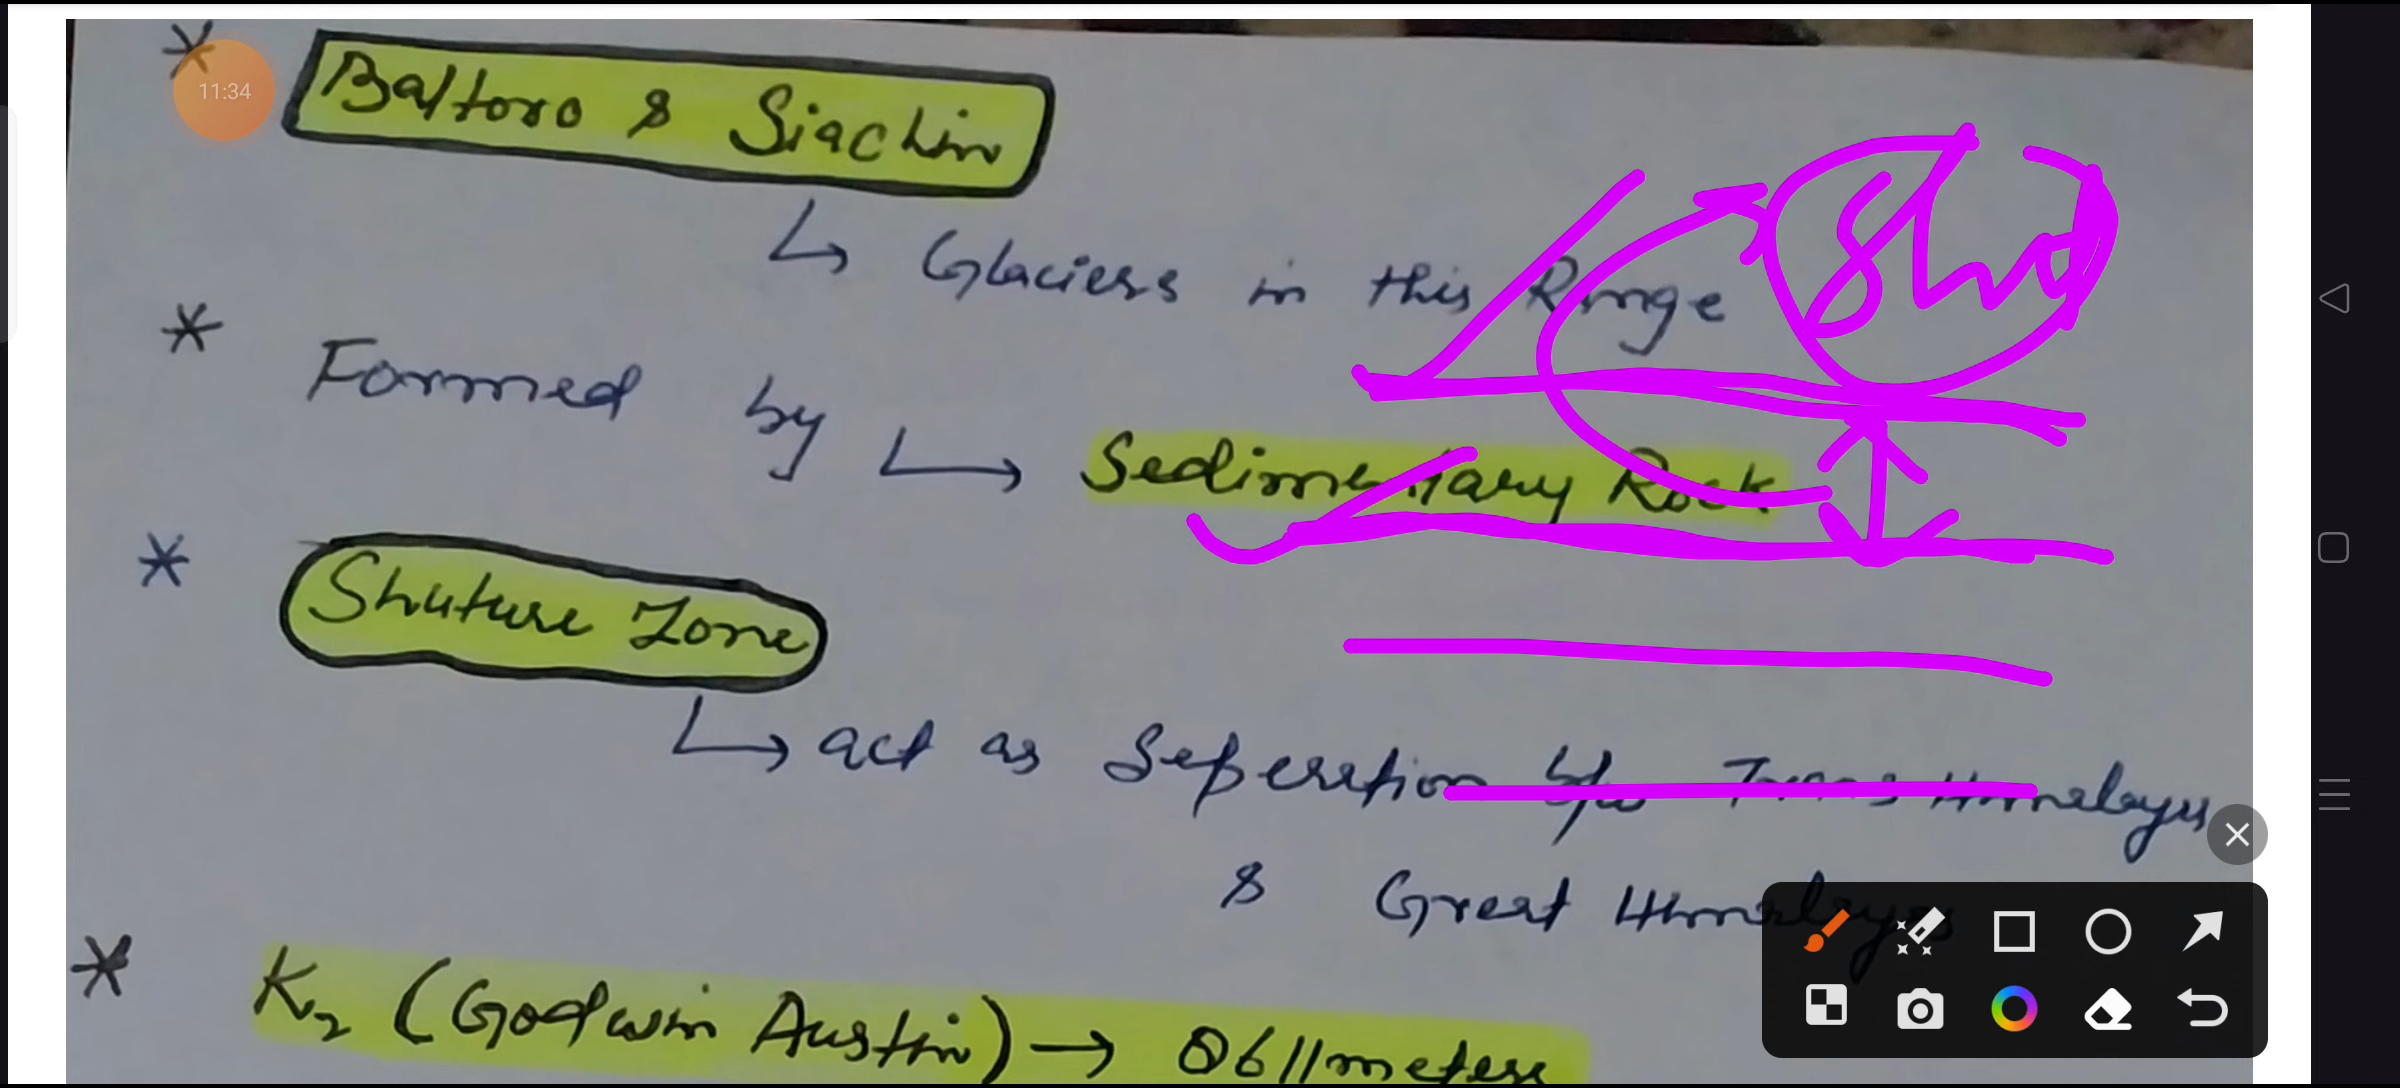 11:34
* Baltoro & Siachin
↳ Glaciers in this Range
* Formed by ↳ Sedimentary Rock
* Shuture Zone
↳ act as Seperation b/w Trans Himalayas
& Great Himalayas
* K2 (Godwin Austin) → 8611 meters
Shu